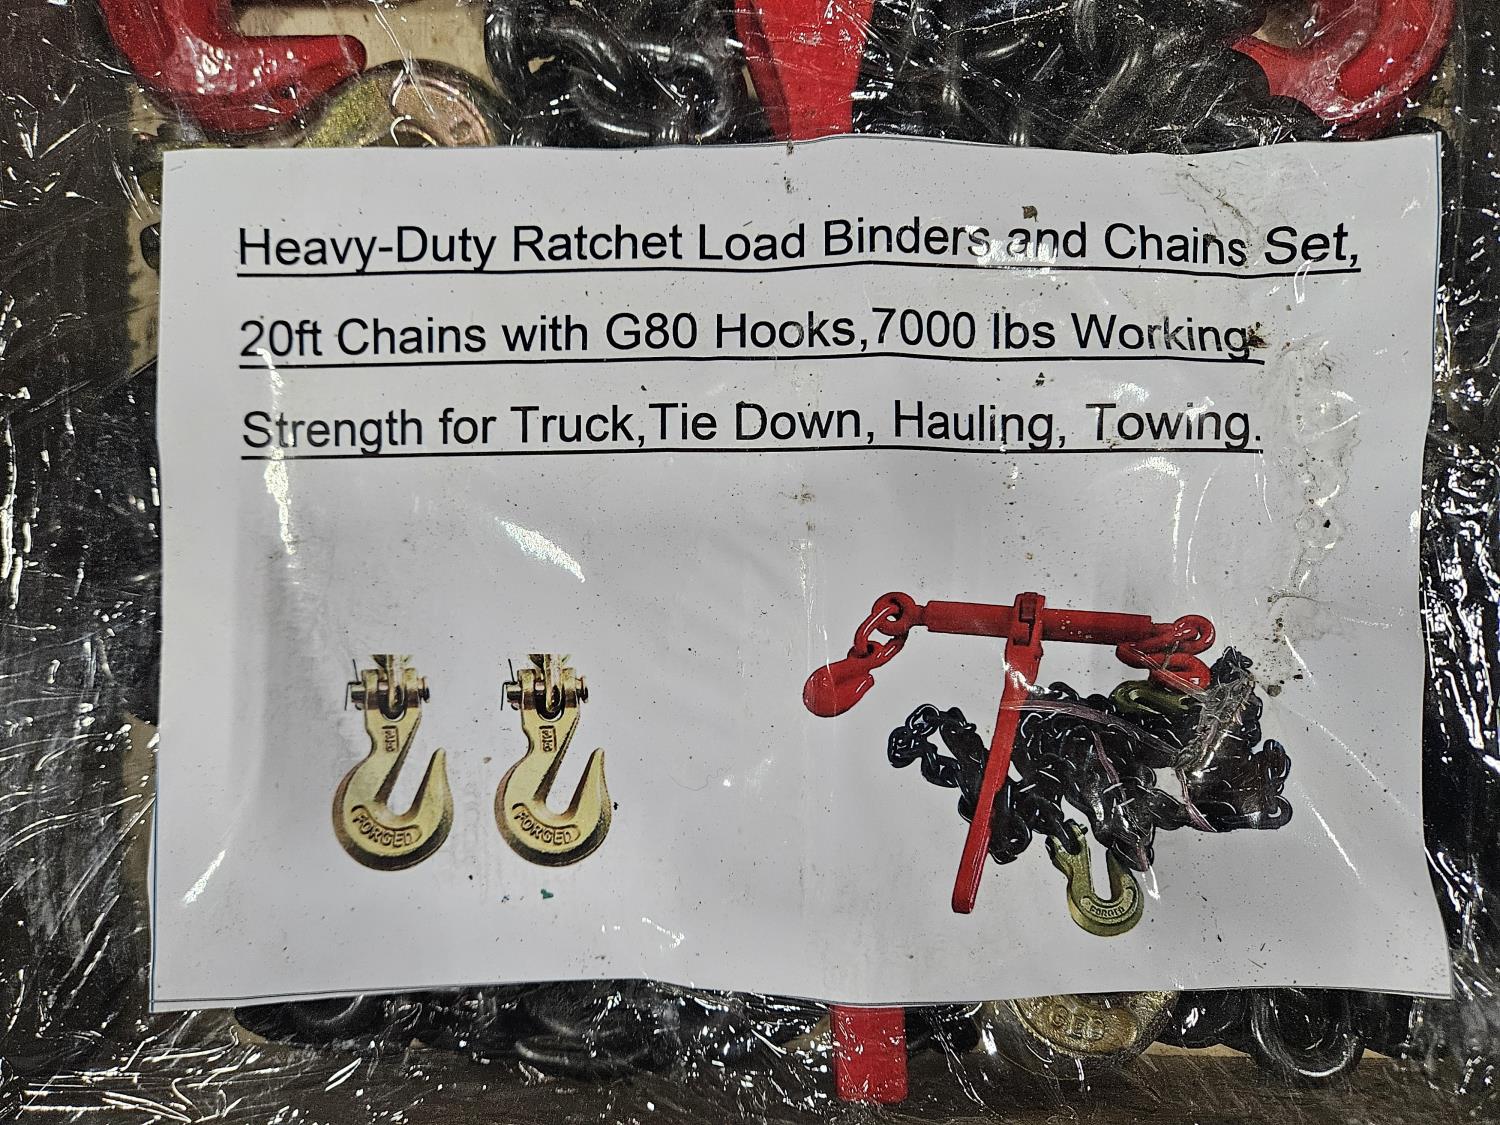 Heavy-Duty Ratchet Load Binders and Chains Set,
20ft Chains with G80 Hooks,7000 lbs Working
Strength for Truck,Tie Down, Hauling, Towing.
FORGED
FORGED
FORGED